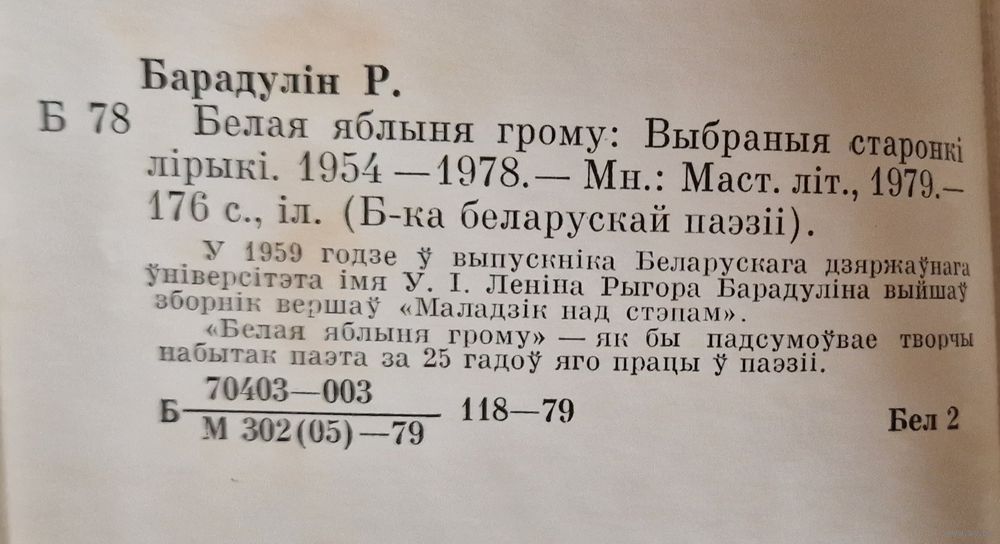 Барадулін Р.
Б 78 Белая яблыня грому: Выбраныя старонкі
лірыкі. 1954—1978.— Мн.: Маст. літ., 1979.—
176 с., іл. (Б-ка беларускай паэзіі).
У 1959 годзе ў выпускніка Беларускага дзяржаўнага
ўніверсітэта імя У. І. Леніна Рыгора Барадуліна выйшаў
зборнік вершаў «Маладзік над стэпам».
«Белая яблыня грому» — як бы падсумоўвае творчы
набытак паэта за 25 гадоў яго працы ў паэзіі.
70403—003
Б 118—79 Бел 2
М 302(05)—79